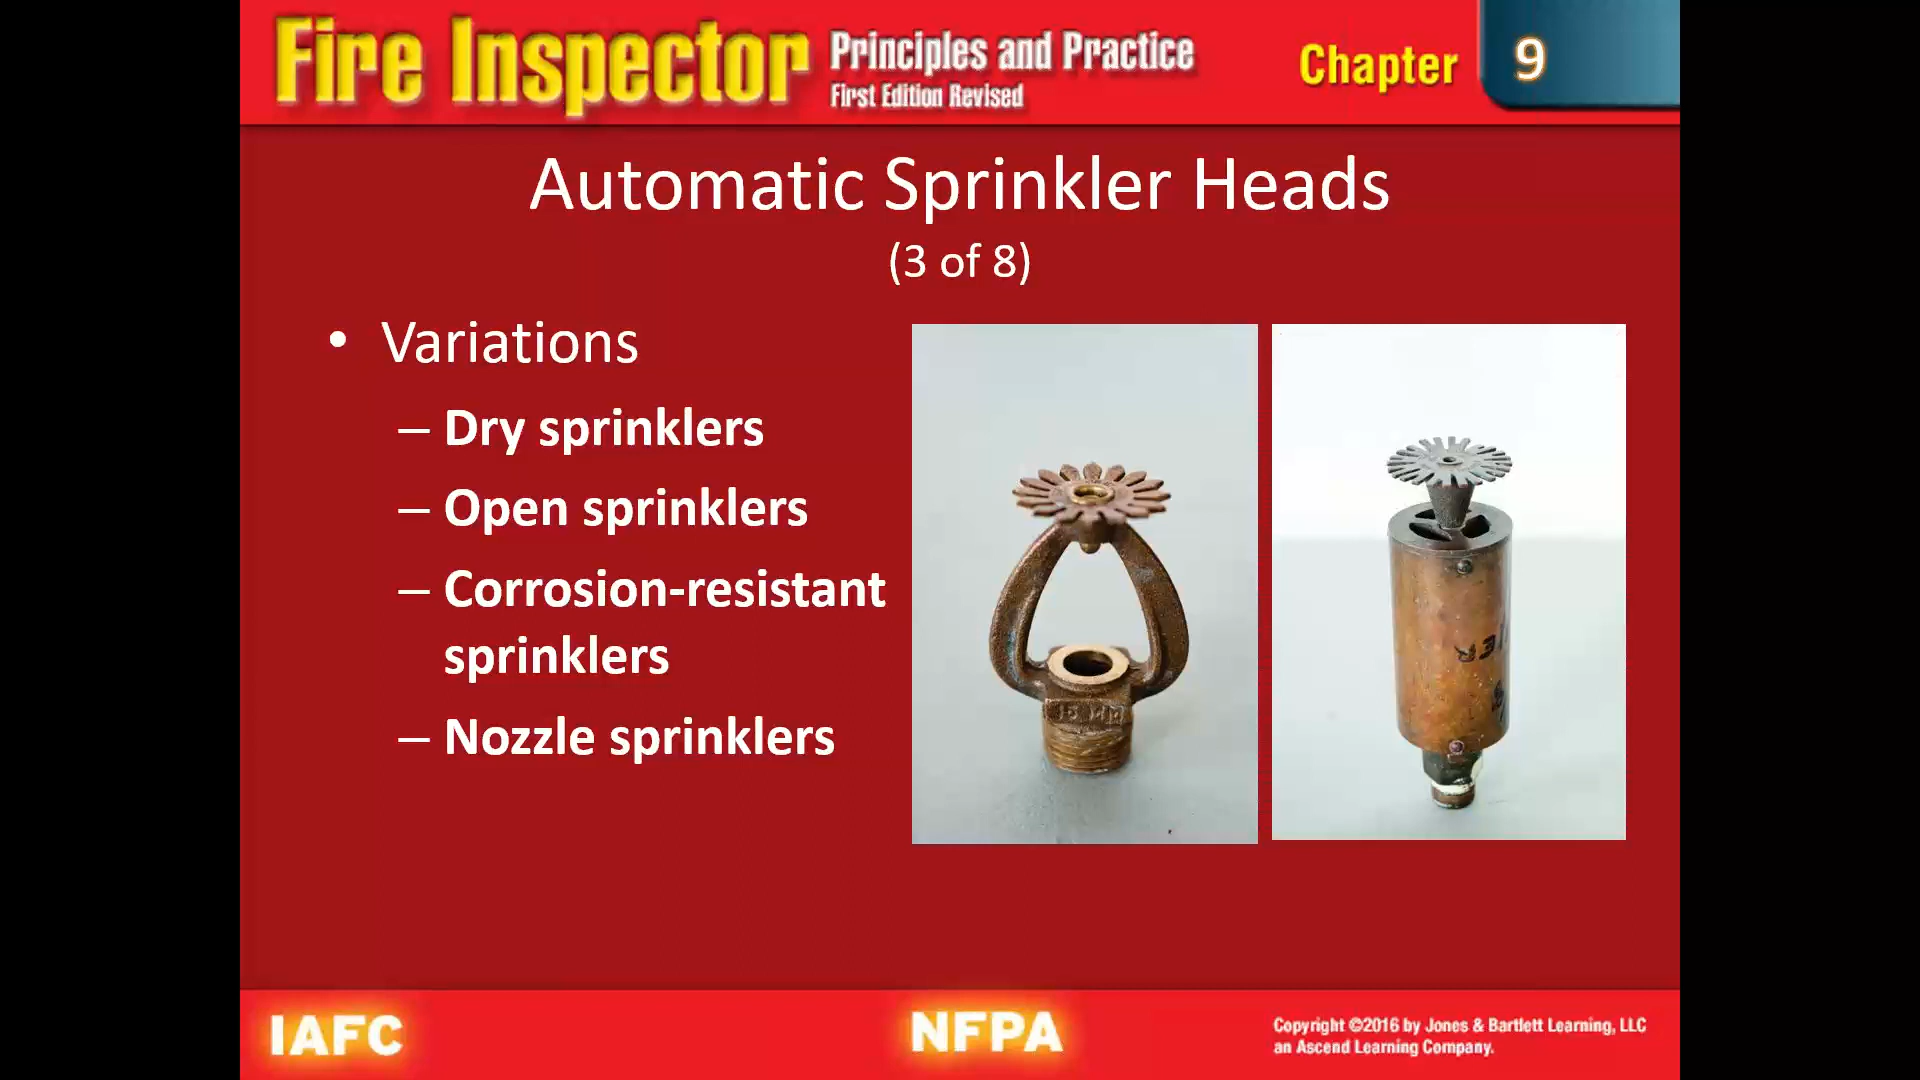 Fire Inspector Principles and Practice
First Edition Revised
Chapter 9
Automatic Sprinkler Heads
(3 of 8)
• Variations
– Dry sprinklers
– Open sprinklers
– Corrosion-resistant
sprinklers
– Nozzle sprinklers
15 MM
IAFC
NFPA
Copyright ©2016 by Jones & Bartlett Learning, LLC
an Ascend Learning Company.